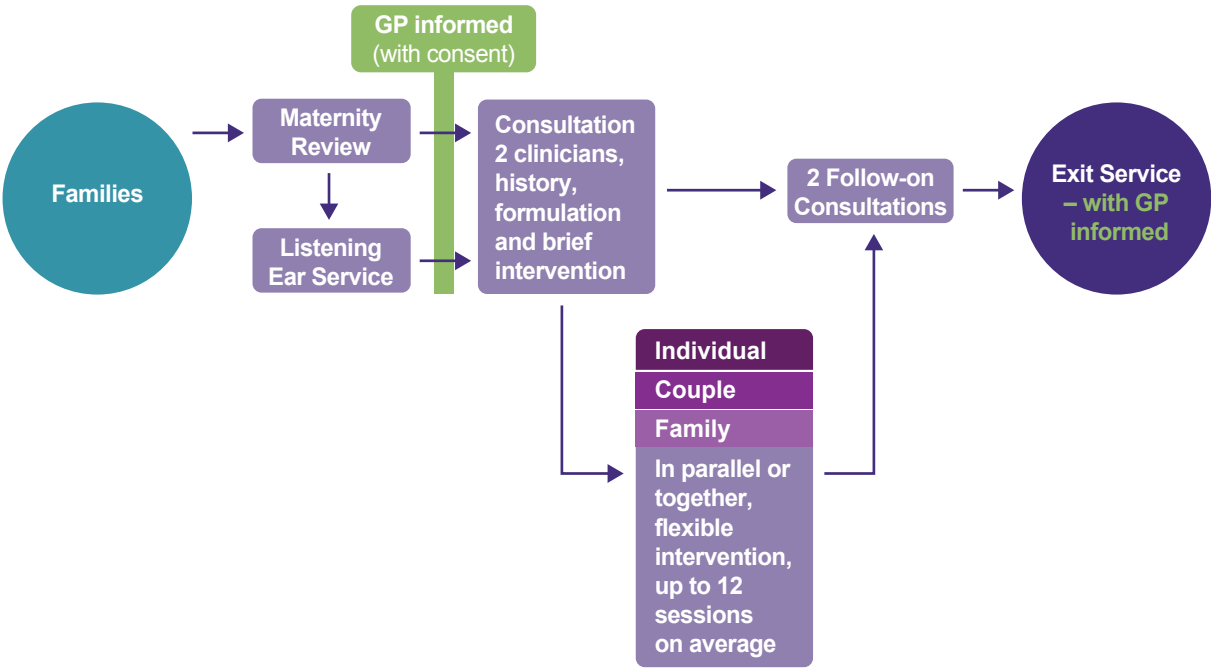 GP informed
(with consent)
Families
Maternity
Review
Listening
Ear Service
Consultation
2 clinicians,
history,
formulation
and brief
intervention
2 Follow-on
Consultations
Exit Service
– with GP
informed
Individual
Couple
Family
In parallel or
together,
flexible
intervention,
up to 12
sessions
on average